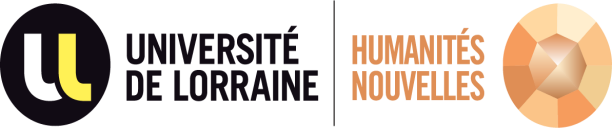 UNIVERSITÉ
DE LORRAINE
HUMANITÉS
NOUVELLES